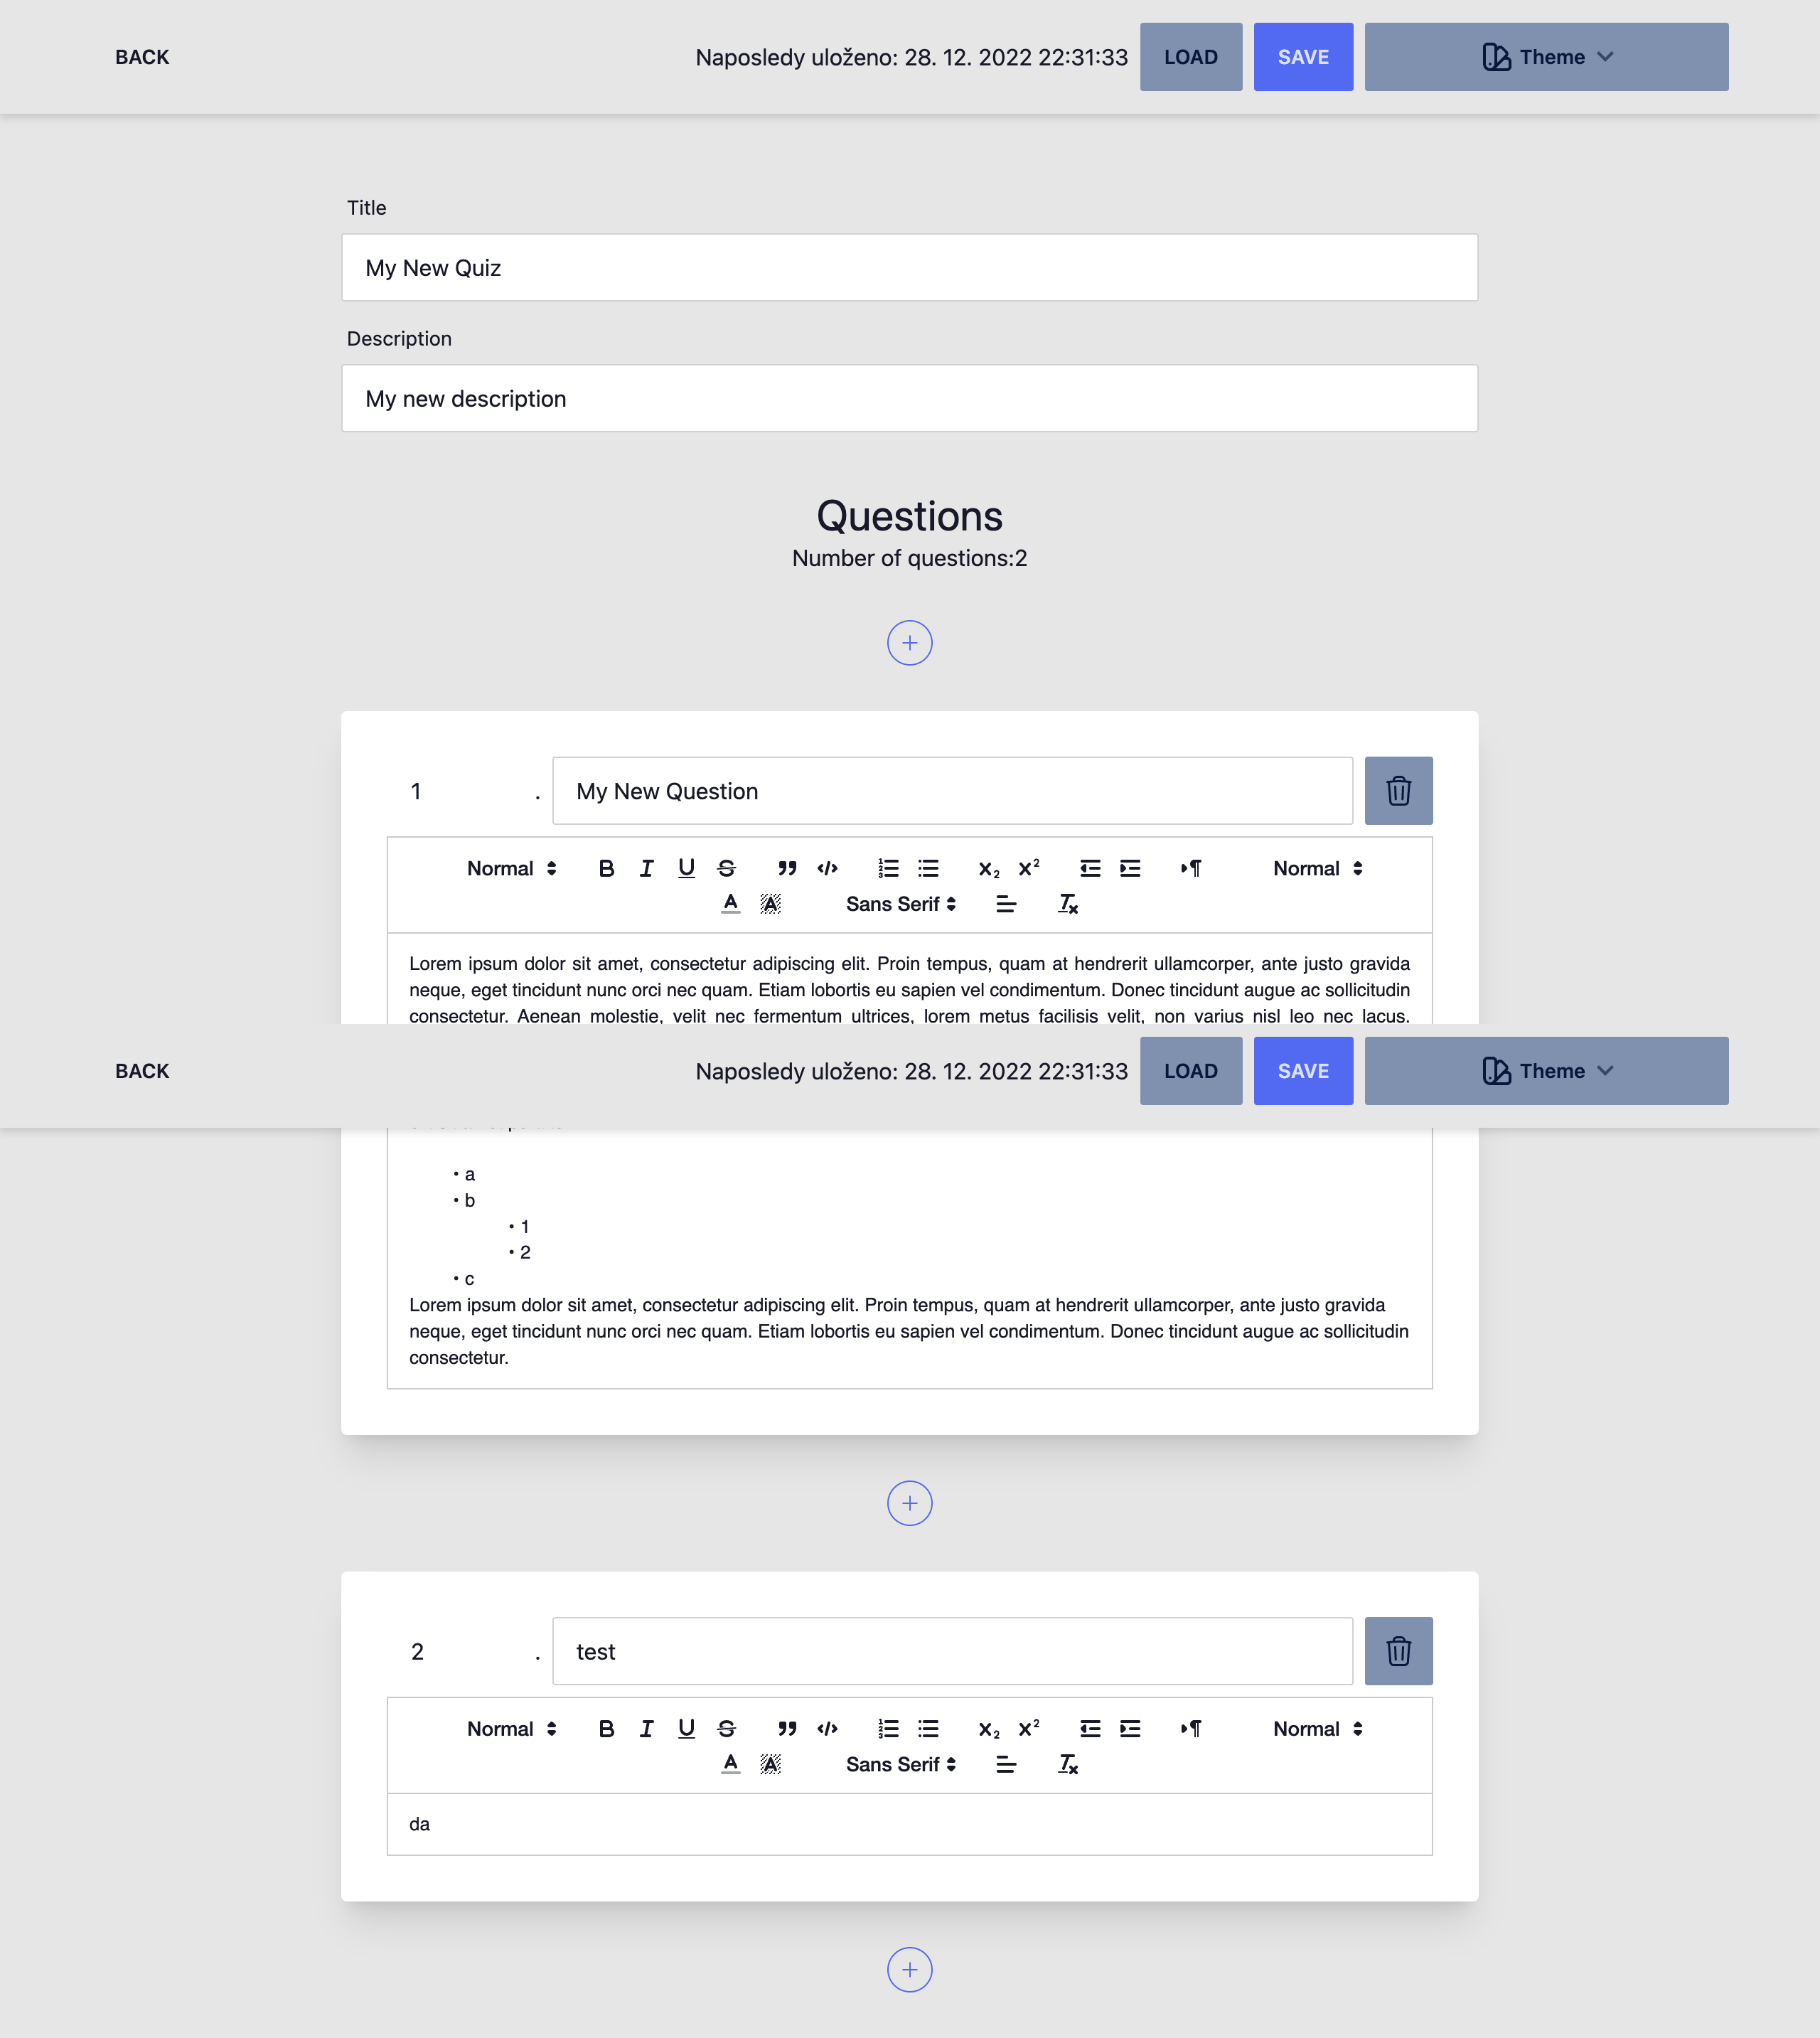 BACK
Naposledy uloženo: 28. 12. 2022 22:31:33
LOAD
SAVE
Theme
Title
My New Quiz
Description
My new description
Questions
Number of questions:2
+
1 . My New Question
Normal B I U S ” </> x₂ x² ¶ Normal
A A Sans Serif Tx
Lorem ipsum dolor sit amet, consectetur adipiscing elit. Proin tempus, quam at hendrerit ullamcorper, ante justo gravida
neque, eget tincidunt nunc orci nec quam. Etiam lobortis eu sapien vel condimentum. Donec tincidunt augue ac sollicitudin
consectetur. Aenean molestie, velit nec fermentum ultrices, lorem metus facilisis velit, non varius nisl leo nec lacus.
BACK
Naposledy uloženo: 28. 12. 2022 22:31:33
LOAD
SAVE
Theme
• a
• b
• 1
• 2
• c
Lorem ipsum dolor sit amet, consectetur adipiscing elit. Proin tempus, quam at hendrerit ullamcorper, ante justo gravida
neque, eget tincidunt nunc orci nec quam. Etiam lobortis eu sapien vel condimentum. Donec tincidunt augue ac sollicitudin
consectetur.
+
2 . test
Normal B I U S ” </> x₂ x² ¶ Normal
A A Sans Serif Tx
da
+